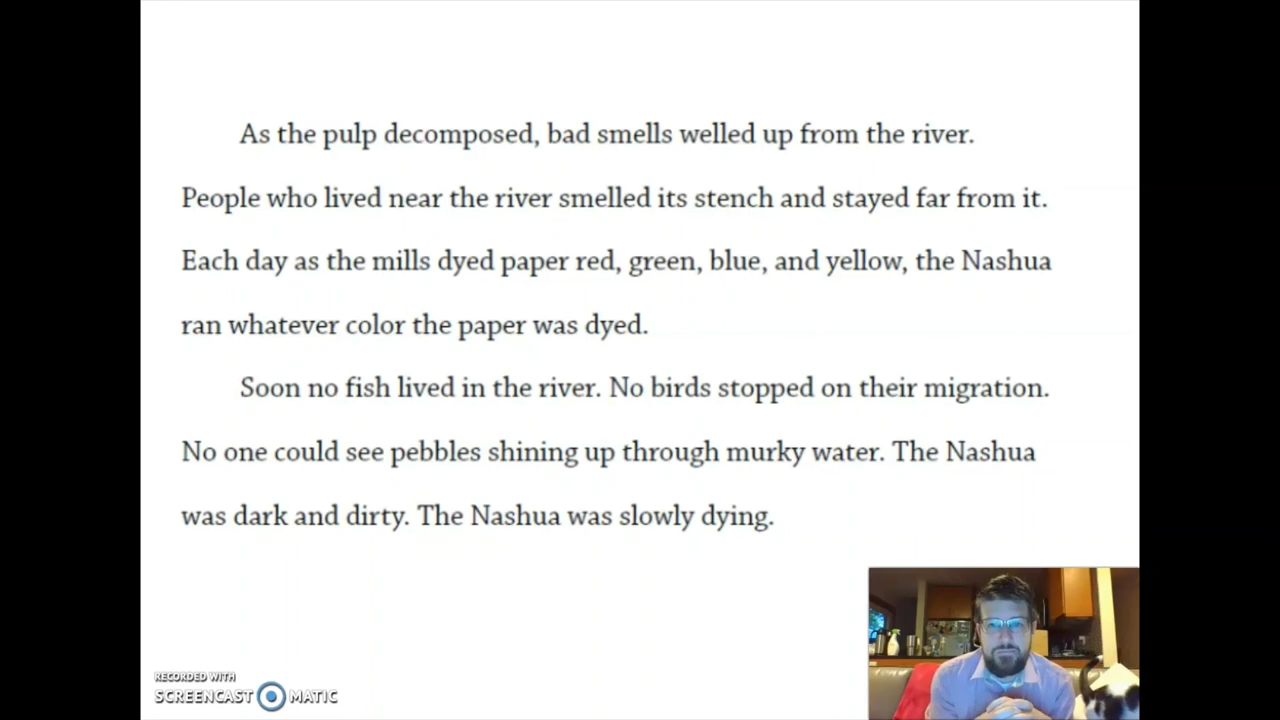 As the pulp decomposed, bad smells welled up from the river.
People who lived near the river smelled its stench and stayed far from it.
Each day as the mills dyed paper red, green, blue, and yellow, the Nashua
ran whatever color the paper was dyed.
Soon no fish lived in the river. No birds stopped on their migration.
No one could see pebbles shining up through murky water. The Nashua
was dark and dirty. The Nashua was slowly dying.
RECORDED WITH
SCREENCAST MATIC